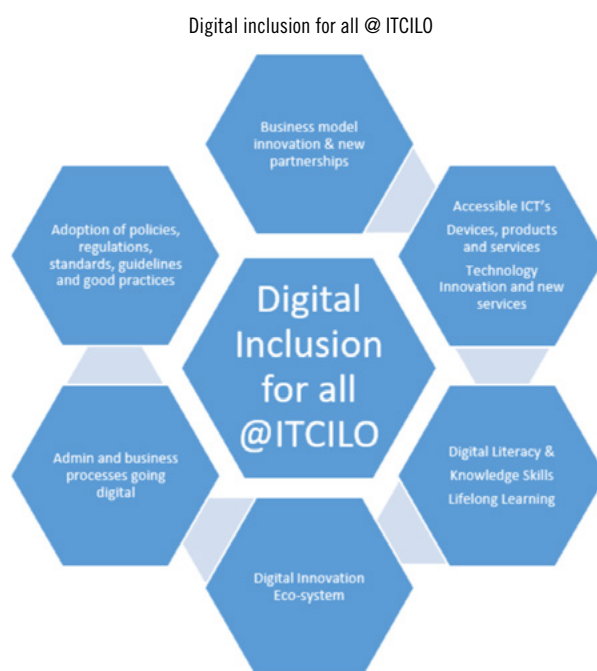 Digital inclusion for all @ ITCILO
Business model
innovation & new
partnerships
Accessible ICT's
Devices, products
and services
Technology
Innovation and new
services
Adoption of policies,
regulations,
standards, guidelines
and good practices
Digital
Inclusion
for all
@ITCILO
Admin and business
processes going
digital
Digital Literacy &
Knowledge Skills
Lifelong Learning
Digital Innovation
Eco-system